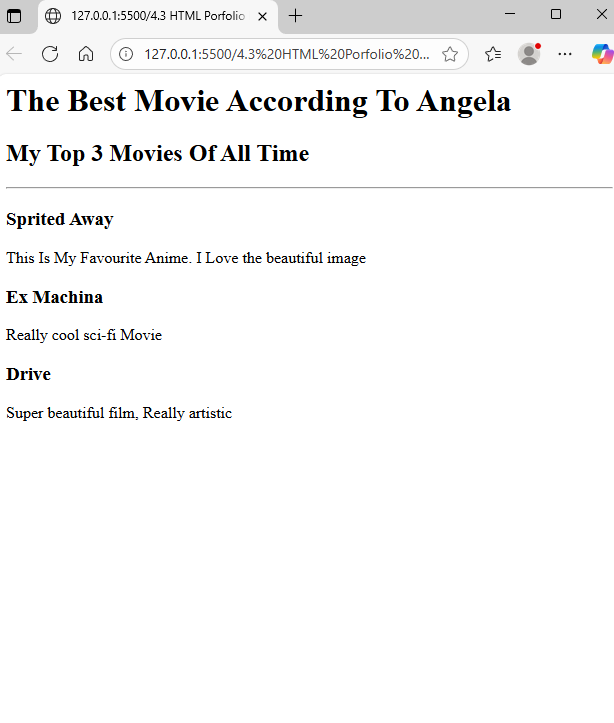 127.0.0.1:5500/4.3 HTML Porfolio
127.0.0.1:5500/4.3%20HTML%20Porfolio%20...
The Best Movie According To Angela
My Top 3 Movies Of All Time
Sprited Away
This Is My Favourite Anime. I Love the beautiful image
Ex Machina
Really cool sci-fi Movie
Drive
Super beautiful film, Really artistic